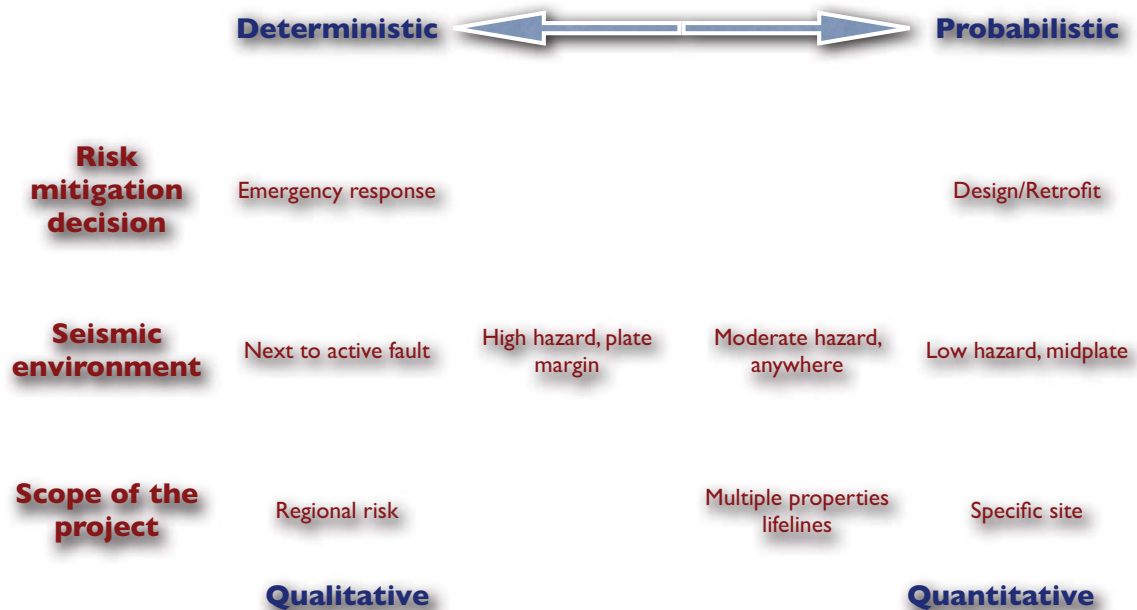 Deterministic
Probabilistic
Risk
mitigation
decision
Emergency response
Design/Retrofit
Seismic
environment
Next to active fault
High hazard, plate
margin
Moderate hazard,
anywhere
Low hazard, midplate
Scope of the
project
Regional risk
Multiple properties
lifelines
Specific site
Qualitative
Quantitative